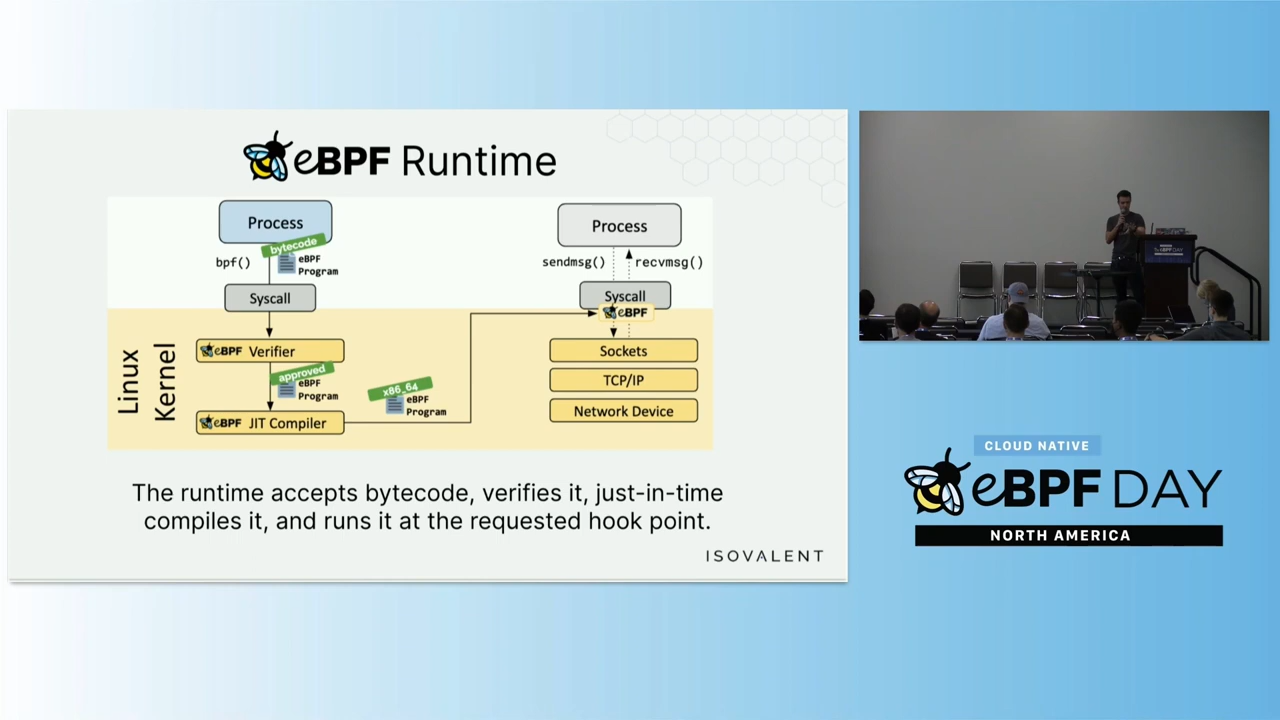 eBPF Runtime
Process
bytecode
bpf()
eBPF
Program
Syscall
Linux
Kernel
eBPF Verifier
approved
eBPF
Program
eBPF JIT Compiler
x86_64
eBPF
Program
Process
sendmsg()
recvmsg()
Syscall
eBPF
Sockets
TCP/IP
Network Device
The runtime accepts bytecode, verifies it, just-in-time
compiles it, and runs it at the requested hook point.
ISOVALENT
CLOUD NATIVE
eBPF DAY
NORTH AMERICA